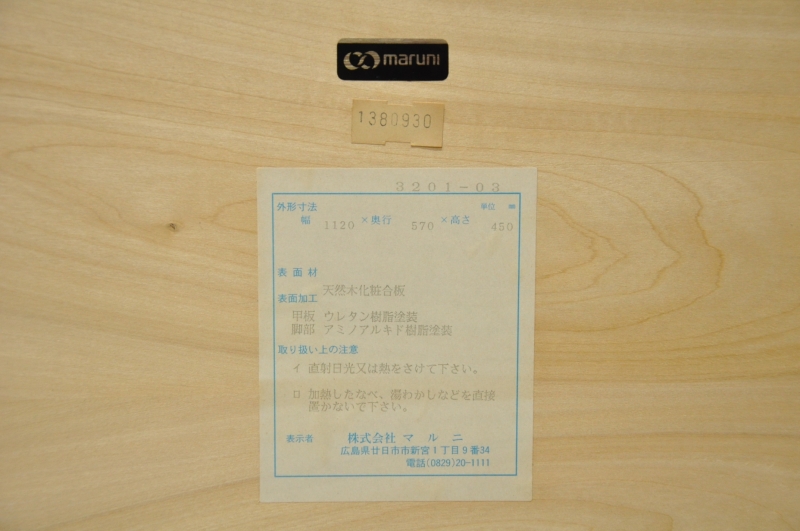 maruni
1380930
3201-03
外形寸法 単位 ㎜
幅 1120 ×奥行 570 ×高さ 450
表面材
天然木化粧合板
表面加工
甲板 ウレタン樹脂塗装
脚部 アミノアルキド樹脂塗装
取り扱い上の注意
イ 直射日光又は熱をさけて下さい。
ロ 加熱したなべ、湯わかしなどを直接
置かないで下さい。
表示者 株式会社 マルニ
広島県廿日市市新宮1丁目9番34
電話(0829)20-1111